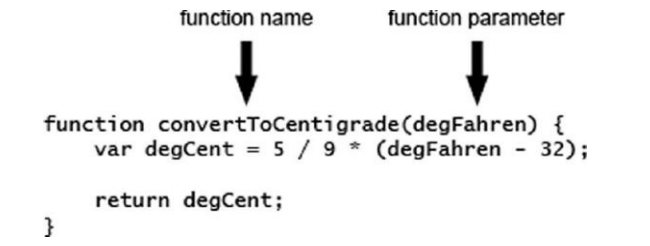 function name function parameter
function convertToCentigrade(degFahren) {
var degCent = 5 / 9 * (degFahren - 32);
return degCent;
}